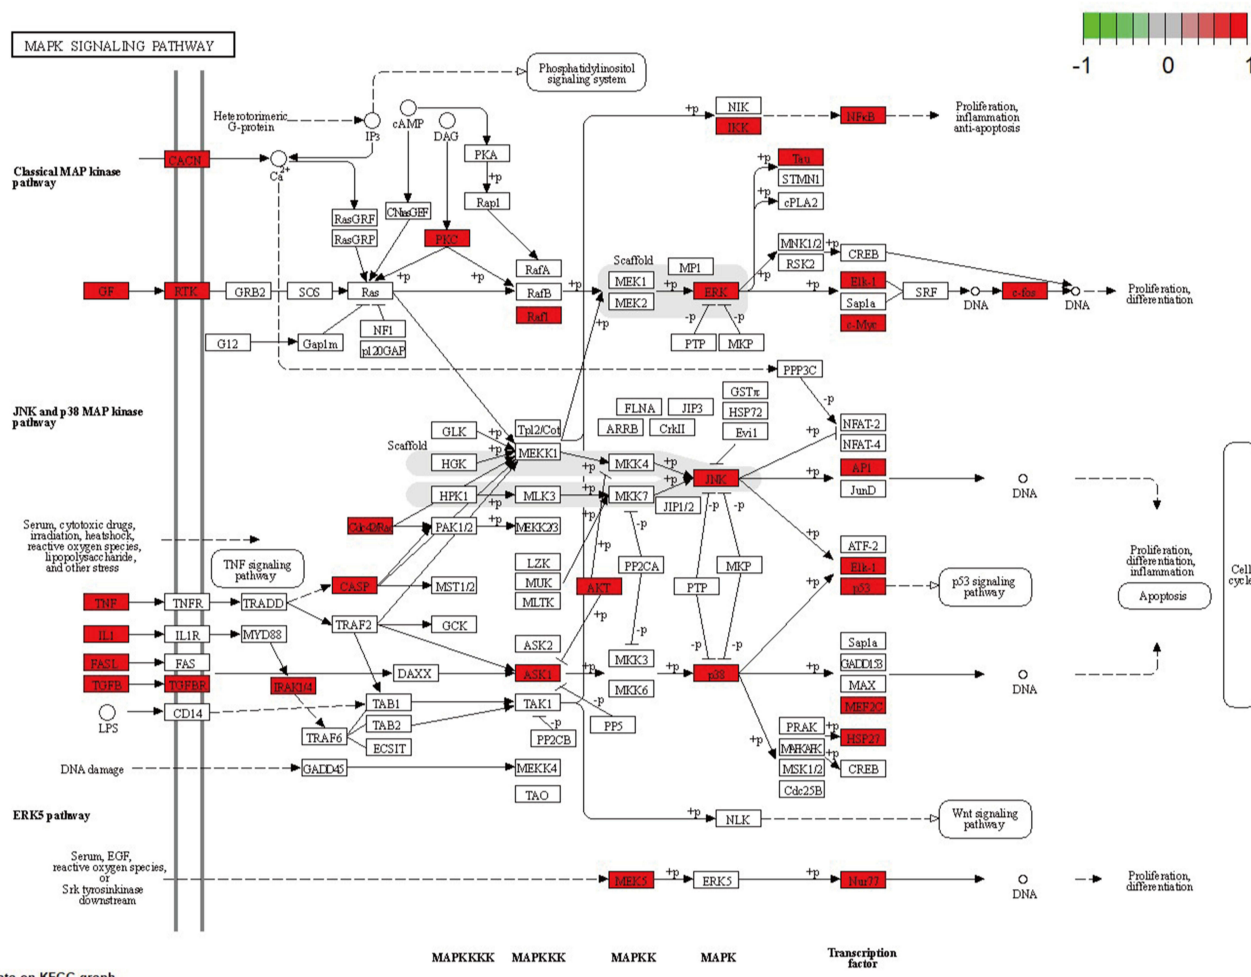 MAPK SIGNALING PATHWAY
-1
0
1
Phosphatidylinositol
signaling system
Heterotorimeric
G-protein
IP3
cAMP
DAG
PKA
+p
Rap1
NIK
IKK
+p
NFκB
Proliferation,
inflammation
anti-apoptosis
Classical MAP kinase
pathway
CACN
Ca2+
RasGRF
RasGRP
CNrasGEF
PKC
+p
Tau
STMN1
cPLA2
+p
RafA
RafB
Raf1
Scaffold
MEK1
MEK2
MP1
ERK
MNK1/2
RSK2
CREB
GF
RTK
GRB2
SOS
Ras
+p
+p
+p
+p
+p
+p
+p
Elk-1
Sap1a
c-Myc
SRF
DNA
c-fos
DNA
Proliferation,
differentiation
G12
Gap1m
NF1
p120GAP
+p
-p
-p
PTP
MKP
PPP3C
-p
JNK and p38 MAP kinase
pathway
Scaffold
GLK
HGK
HPK1
+p
+p
+p
Tpl2/Cot
MEKK1
MLK3
FLNA
JIP3
ARRB
CrkII
GSTπ
HSP72
Evi1
MKK4
MKK7
+p
+p
+p
+p
JNK
JIP1/2
+p
+p
+p
NFAT-2
NFAT-4
AP1
JunD
DNA
Cdc42/Rac
+p
PAK1/2
+p
MEKK2/3
Serum, cytotoxic drugs,
irradiation, heatshock,
reactive oxygen species,
lipopolysaccharide,
and other stress
TNF signaling
pathway
CASP
MST1/2
LZK
MUK
MLTK
AKT
+p
-p
PP2CA
-p
-p
-p
PTP
MKP
-p
-p
ATF-2
Elk-1
p53
+p
+p
p53 signaling
pathway
Proliferation,
differentiation,
inflammation
Apoptosis
Cell
cycle
TNF
TNFR
TRADD
TRAF2
GCK
IL1
IL1R
MYD88
ASK2
ASK1
FASL
FAS
DAXX
TGFB
TGFBR
IRAK1/4
+p
MKK3
MKK6
+p
p38
+p
Sap1a
GADD153
MAX
MEF2C
DNA
LPS
CD14
TAB1
TAB2
ECSIT
TRAF6
TAK1
-p
PP2CB
PP5
-p
+p
PRAK
MAPKAPK
MSK1/2
Cdc25B
+p
+p
HSP27
CREB
DNA damage
GADD45
MEKK4
TAO
ERK5 pathway
+p
NLK
Wnt signaling
pathway
Serum, EGF,
reactive oxygen species,
or
Srk tyrosinkinase
downstream
MEK5
+p
ERK5
+p
Nur77
DNA
Proliferation,
differentiation
MAPKKKK
MAPKKK
MAPKK
MAPK
Transcription
factor
on KEGG graph